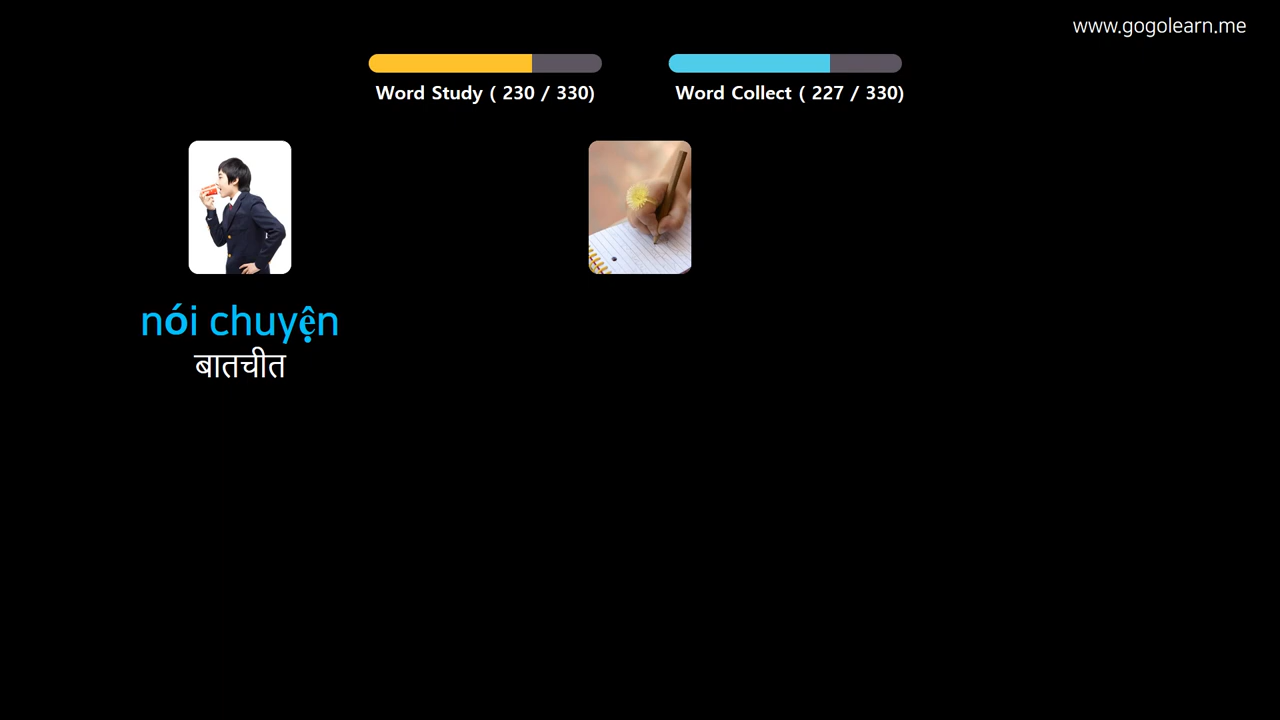 www.gogolearn.me
Word Study ( 230 / 330)
Word Collect ( 227 / 330)
nói chuyện
बातचीत